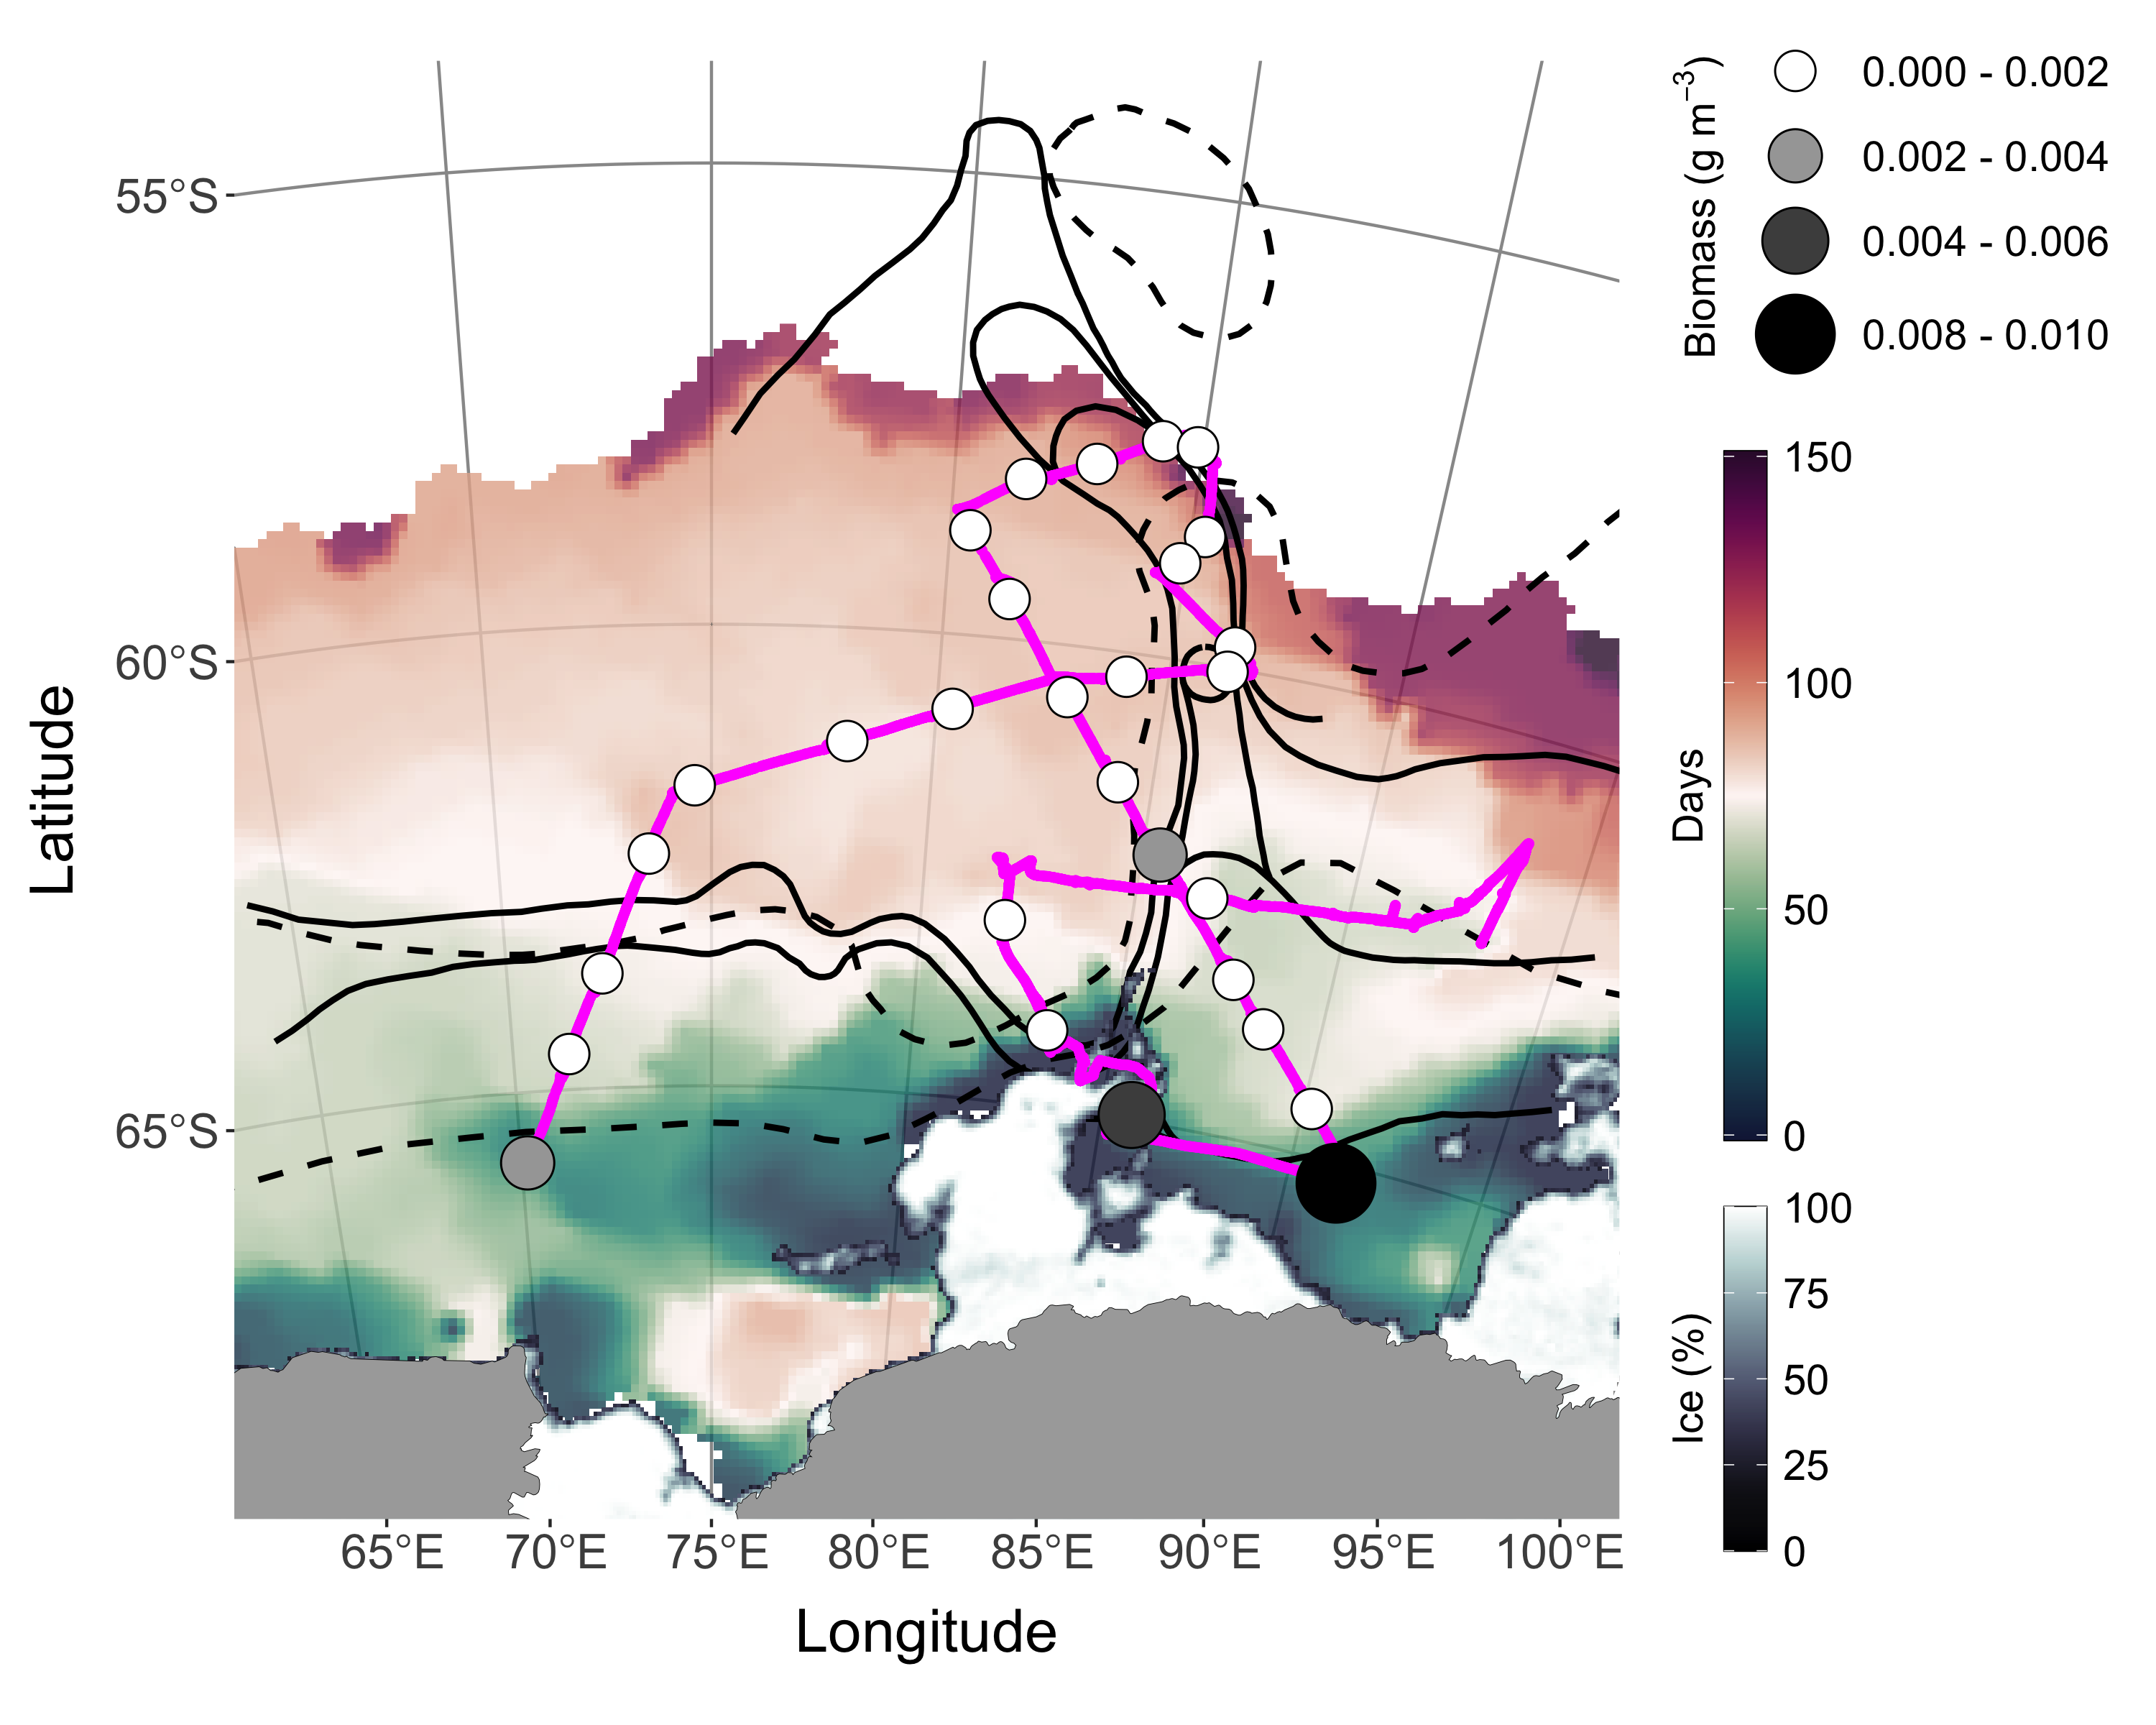 55°S
60°S
65°S
Latitude
65°E
70°E
75°E
80°E
85°E
90°E
95°E
100°E
Longitude
Biomass (g m⁻³)
0.000 - 0.002
0.002 - 0.004
0.004 - 0.006
0.008 - 0.010
Days
150
100
50
0
Ice (%)
100
75
50
25
0